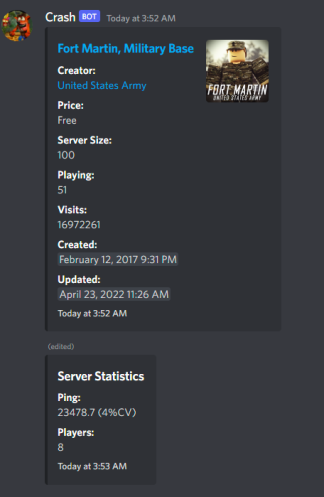 Crash BOT Today at 3:52 AM
Fort Martin, Military Base
FORT MARTIN
UNITED STATES ARMY
Creator:
United States Army
Price:
Free
Server Size:
100
Playing:
51
Visits:
16972261
Created:
February 12, 2017 9:31 PM
Updated:
April 23, 2022 11:26 AM
Today at 3:52 AM
(edited)
Server Statistics
Ping:
23478.7 (4%CV)
Players:
8
Today at 3:53 AM